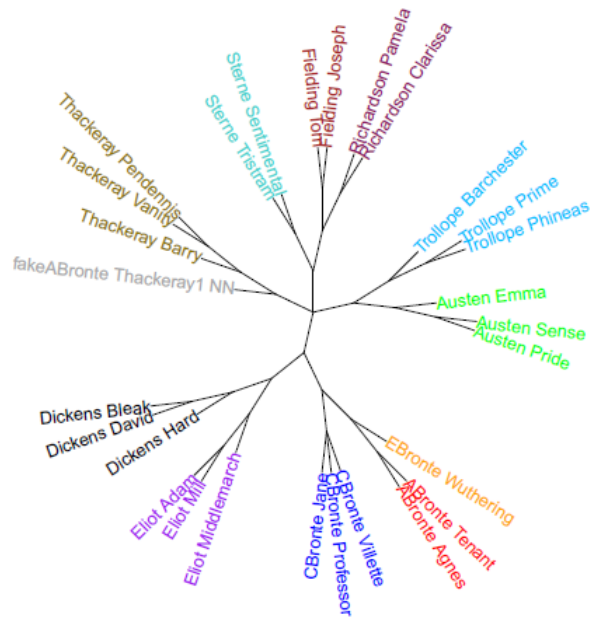 Richardson Pamela
Richardson Clarissa
Fielding Joseph
Fielding Tom
Sterne Sentimental
Sterne Tristram
Thackeray Pendennis
Thackeray Vanity
Thackeray Barry
fakeABronte Thackeray1 NN
Trollope Barchester
Trollope Prime
Trollope Phineas
Austen Emma
Austen Sense
Austen Pride
Dickens Bleak
Dickens David
Dickens Hard
Eliot Adam
Eliot Mill
Eliot Middlemarch
CBronte Jane
CBronte Professor
CBronte Villette
EBronte Wuthering
ABronte Tenant
ABronte Agnes